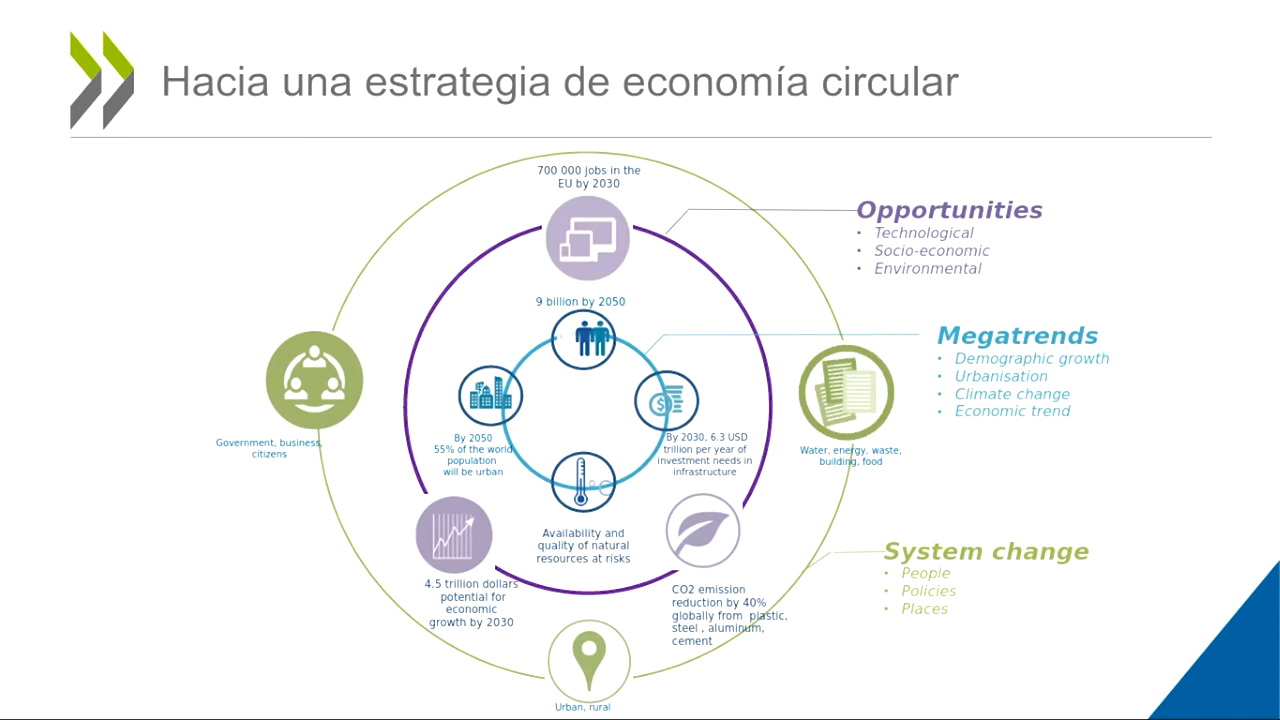 Hacia una estrategia de economía circular
700 000 jobs in the
EU by 2030
Opportunities
• Technological
• Socio-economic
• Environmental
9 billion by 2050
Megatrends
• Demographic growth
• Urbanisation
• Climate change
• Economic trend
Government, business,
citizens
By 2050
55% of the world
population
will be urban
$
By 2030, 6.3 USD
trillion per year of
investment needs in
infrastructure
Water, energy, waste,
building, food
Availability and
quality of natural
resources at risks
4.5 trillion dollars
potential for
economic
growth by 2030
CO2 emission
reduction by 40%
globally from plastic,
steel , aluminum,
cement
System change
• People
• Policies
• Places
Urban, rural